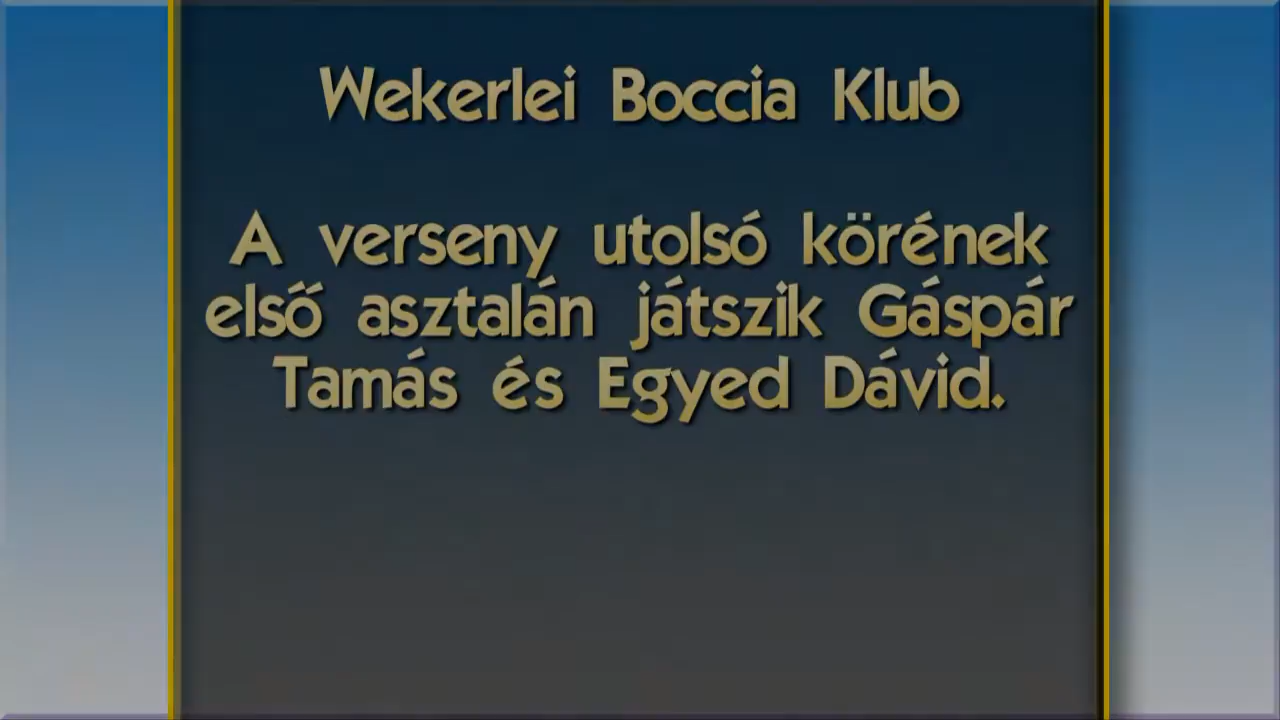 Wekerlei Boccia Klub
A verseny utolsó körének
első asztalán játszik Gáspár
Tamás és Egyed Dávid.